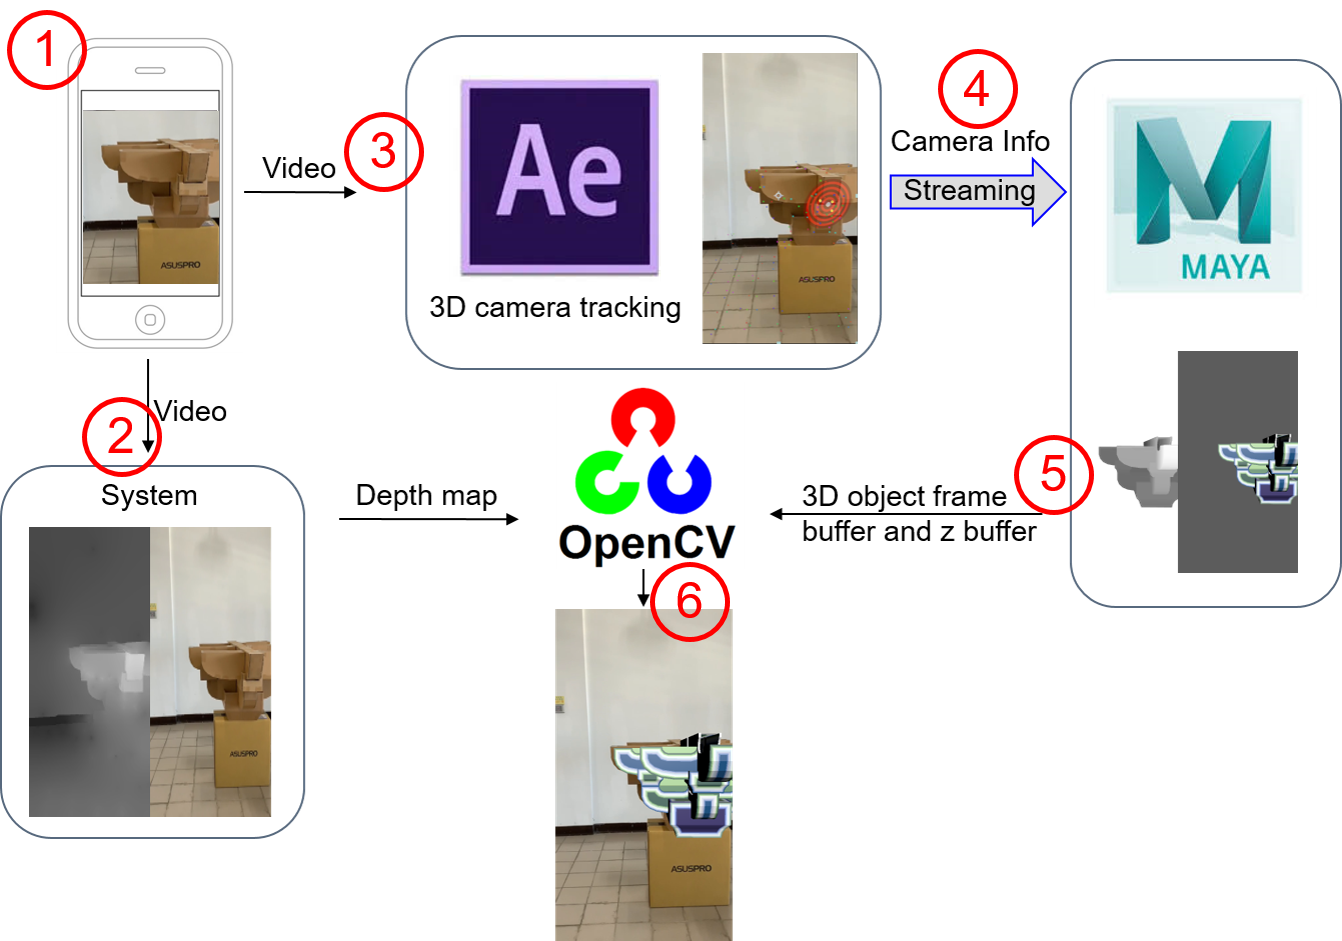 1
Video
3
Ae
3D camera tracking
4
Camera Info
Streaming
MAYA
ASUSPRO
ASUSPRO
2
Video
System
Depth map
OpenCV
5
3D object frame
buffer and z buffer
6
ASUSPRO
ASUSPRO